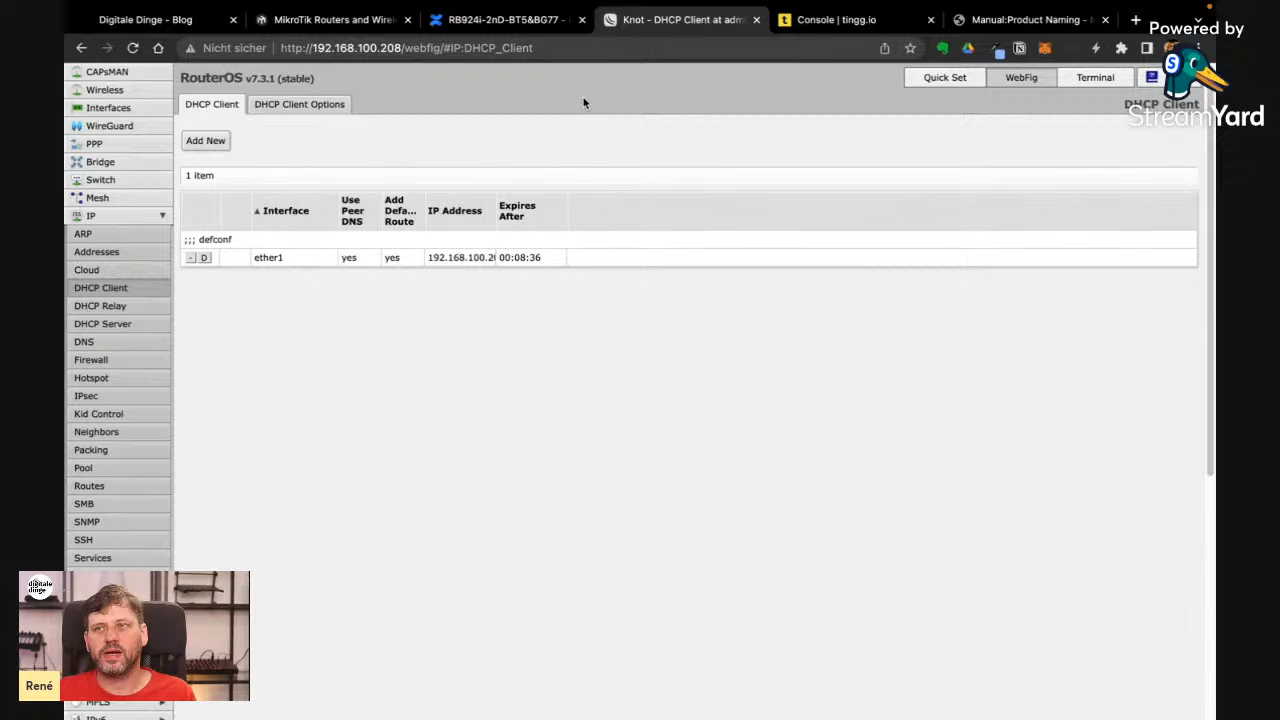 Digitale Dinge - Blog
MikroTik Routers and Wirel
RB924i-2nD-BT5&BG77 -
Knot - DHCP Client at adm
Console | tingg.io
Manual:Product Naming -
Powered by
StreamYard
Nicht sicher | http://192.168.100.208/webfig/#IP:DHCP_Client
RouterOS v7.3.1 (stable)
Quick Set
WebFig
Terminal
DHCP Client
DHCP Client Options
DHCP Client
Add New
1 item
Interface
Use Peer DNS
Add Defa... Route
IP Address
Expires After
;;; defconf
- D
ether1
yes
yes
192.168.100.20
00:08:36
CAPsMAN
Wireless
Interfaces
WireGuard
PPP
Bridge
Switch
Mesh
IP
ARP
Addresses
Cloud
DHCP Client
DHCP Relay
DHCP Server
DNS
Firewall
Hotspot
IPsec
Kid Control
Neighbors
Packing
Pool
Routes
SMB
SNMP
SSH
Services
MPLS
IPv6
digitale
dinge
René